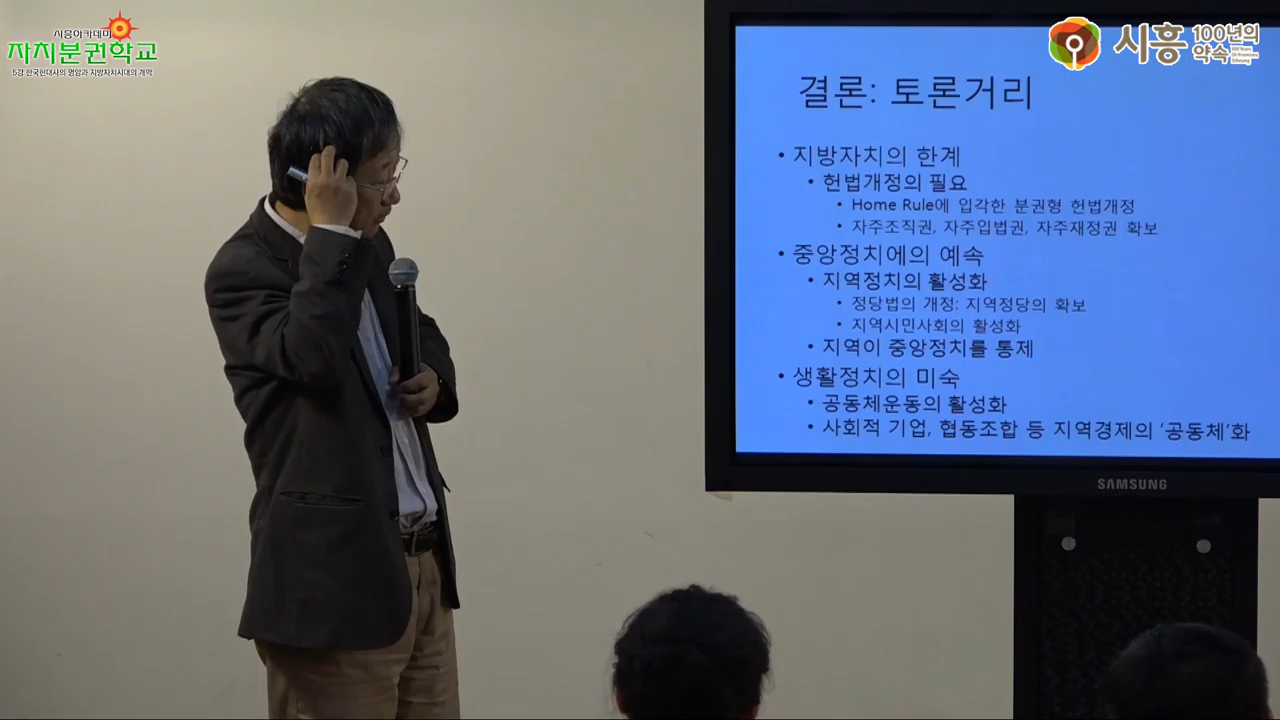 시흥아카데미
자치분권학교
5강 한국현대사의 명암과 지방자치시대의 개막
시흥 100년의 약속
결론: 토론거리
• 지방자치의 한계
• 헌법개정의 필요
• Home Rule에 입각한 분권형 헌법개정
• 자주조직권, 자주입법권, 자주재정권 확보
• 중앙정치에의 예속
• 지역정치의 활성화
• 정당법의 개정: 지역정당의 확보
• 지역시민사회의 활성화
• 지역이 중앙정치를 통제
• 생활정치의 미숙
• 공동체운동의 활성화
• 사회적 기업, 협동조합 등 지역경제의 '공동체'화
SAMSUNG